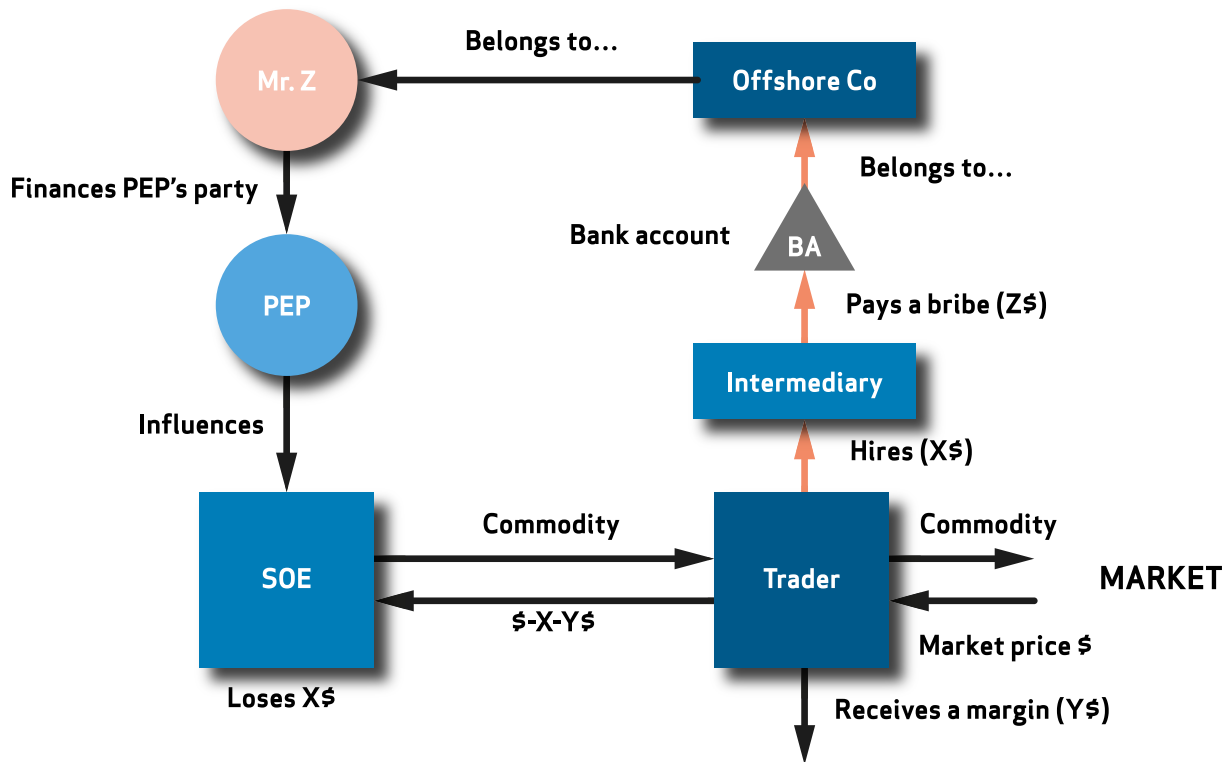 Belongs to...
Mr. Z
Offshore Co
Belongs to...
Finances PEP's party
Bank account
BA
PEP
Pays a bribe (Z$)
Intermediary
Influences
Hires (X$)
Commodity
Commodity
SOE
Trader
MARKET
$-X-Y$
Market price $
Loses X$
Receives a margin (Y$)